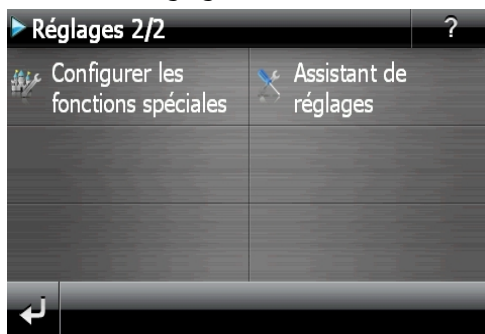 Réglages 2/2
?
Configurer les
fonctions spéciales
Assistant de
réglages